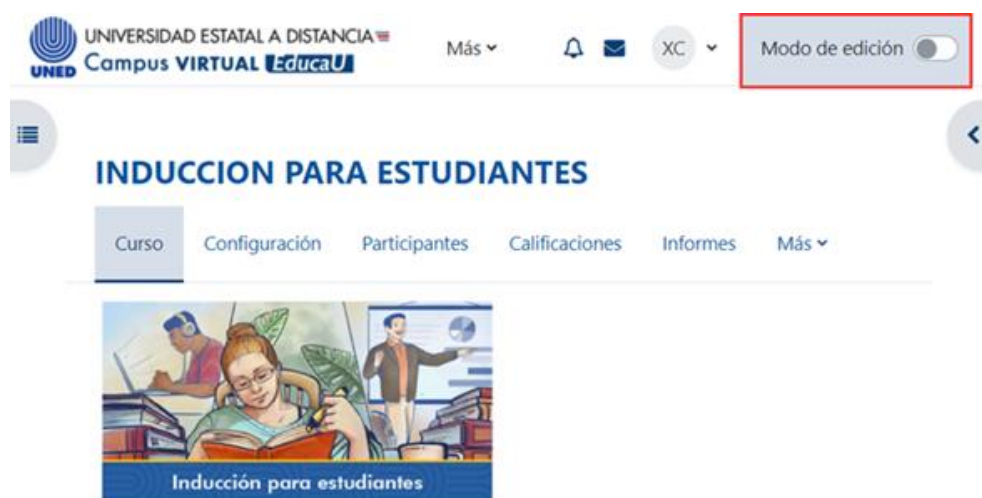 UNIVERSIDAD ESTATAL A DISTANCIA
UNED Campus VIRTUAL EducaU
Más
XC
Modo de edición
INDUCCION PARA ESTUDIANTES
Curso Configuración Participantes Calificaciones Informes Más
Inducción para estudiantes